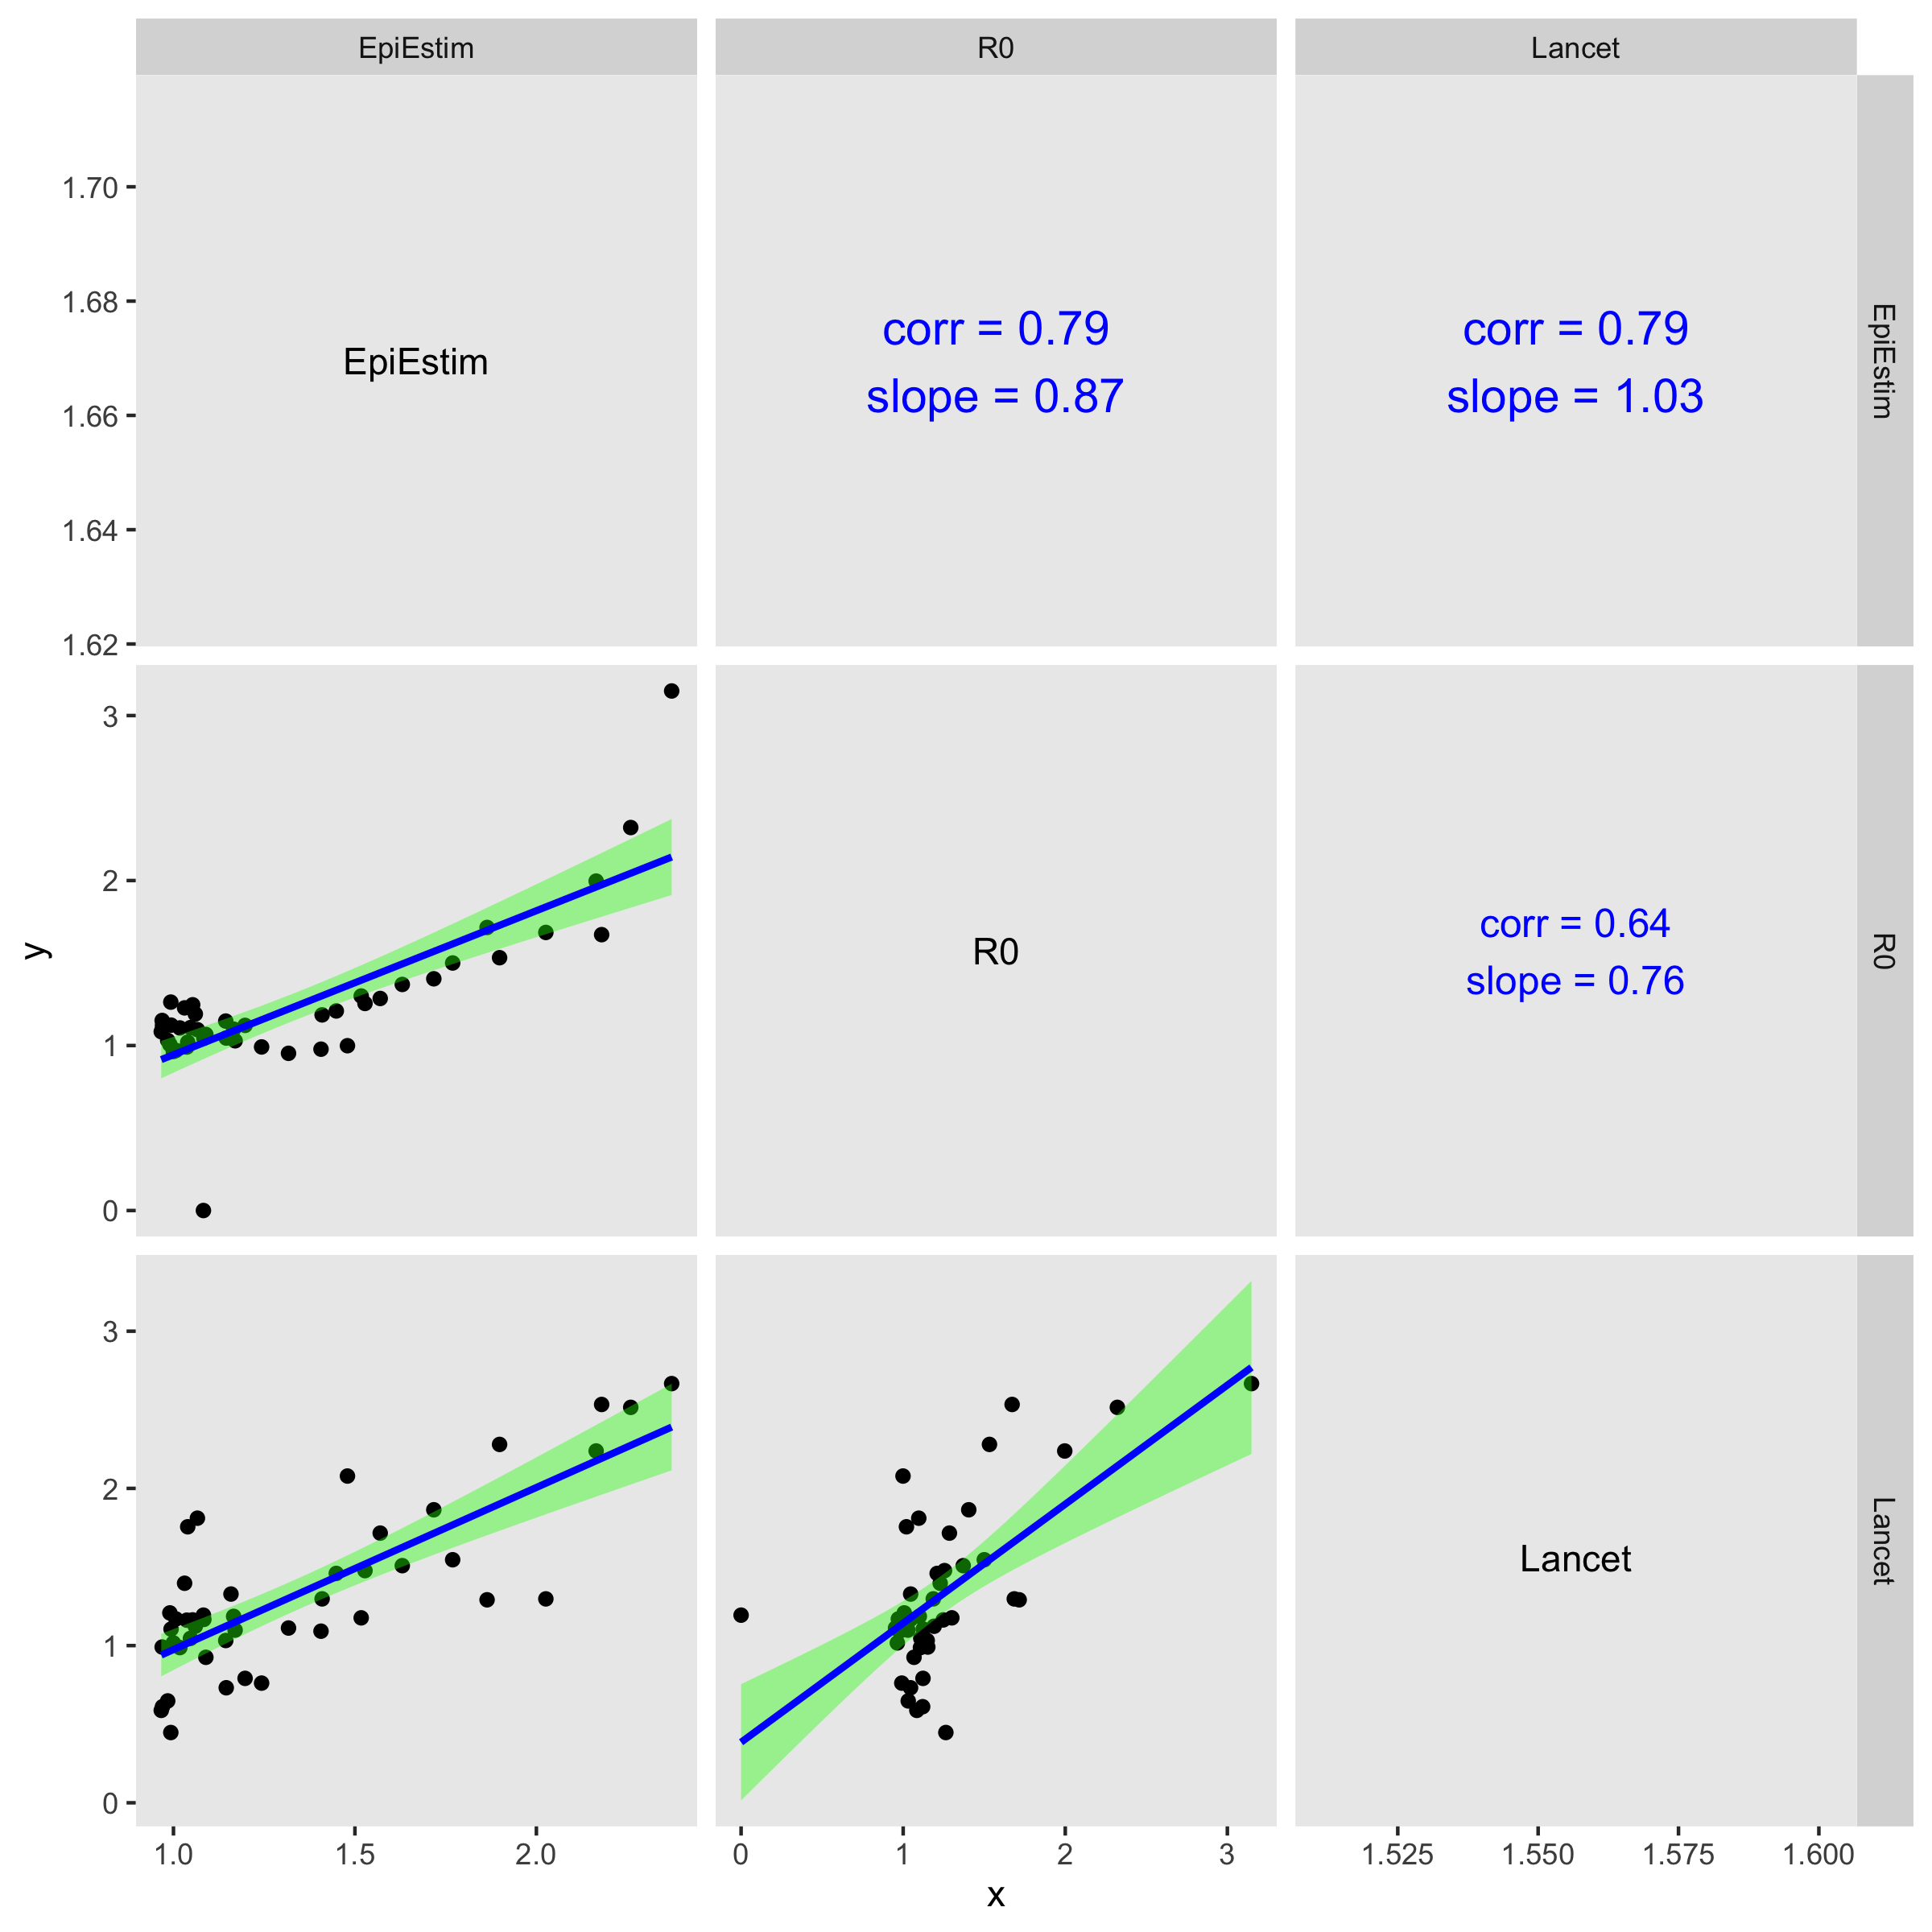 EpiEstim
R0
Lancet
1.70
1.68
1.66
1.64
1.62
EpiEstim
corr = 0.79
slope = 0.87
corr = 0.79
slope = 1.03
EpiEstim
3
2
1
0
R0
corr = 0.64
slope = 0.76
R0
y
3
2
1
0
Lancet
Lancet
1.0
1.5
2.0
0
1
2
3
1.525
1.550
1.575
1.600
x